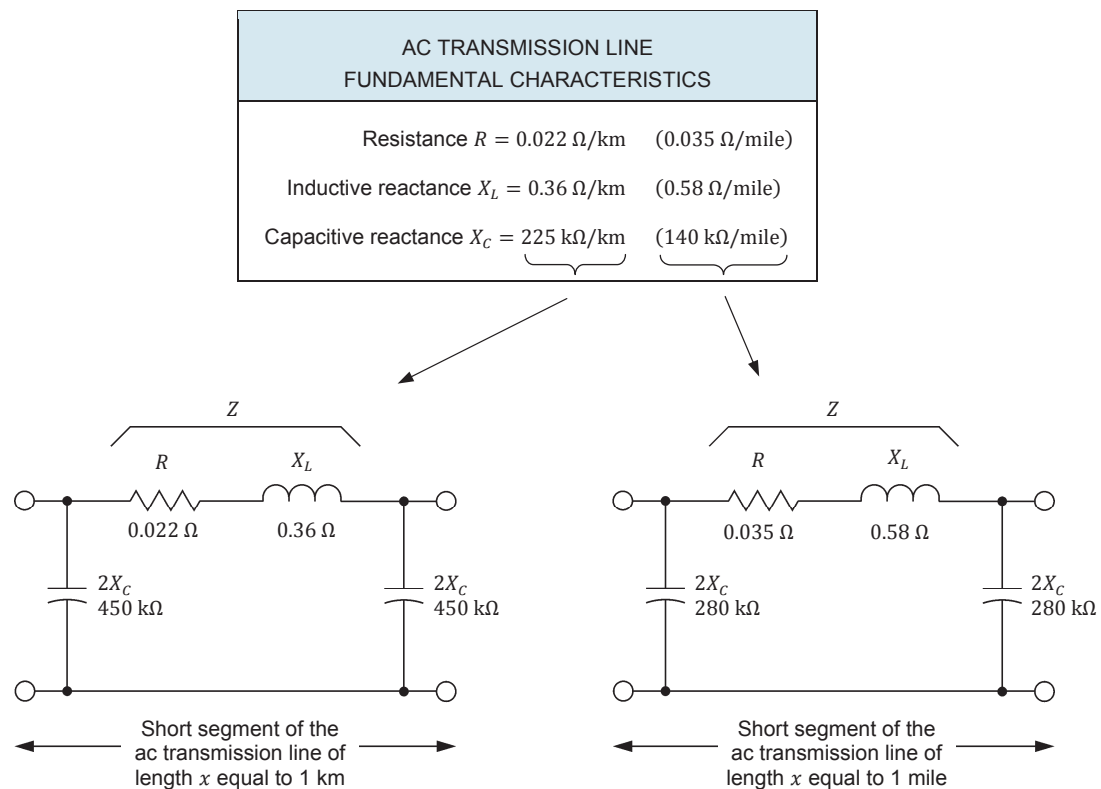 AC TRANSMISSION LINE
FUNDAMENTAL CHARACTERISTICS
Resistance R = 0.022 Ω/km (0.035 Ω/mile)
Inductive reactance X_L = 0.36 Ω/km (0.58 Ω/mile)
Capacitive reactance X_C = 225 kΩ/km (140 kΩ/mile)
Z
R X_L
0.022 Ω 0.36 Ω
2X_C
450 kΩ
2X_C
450 kΩ
Short segment of the
ac transmission line of
length x equal to 1 km
Z
R X_L
0.035 Ω 0.58 Ω
2X_C
280 kΩ
2X_C
280 kΩ
Short segment of the
ac transmission line of
length x equal to 1 mile